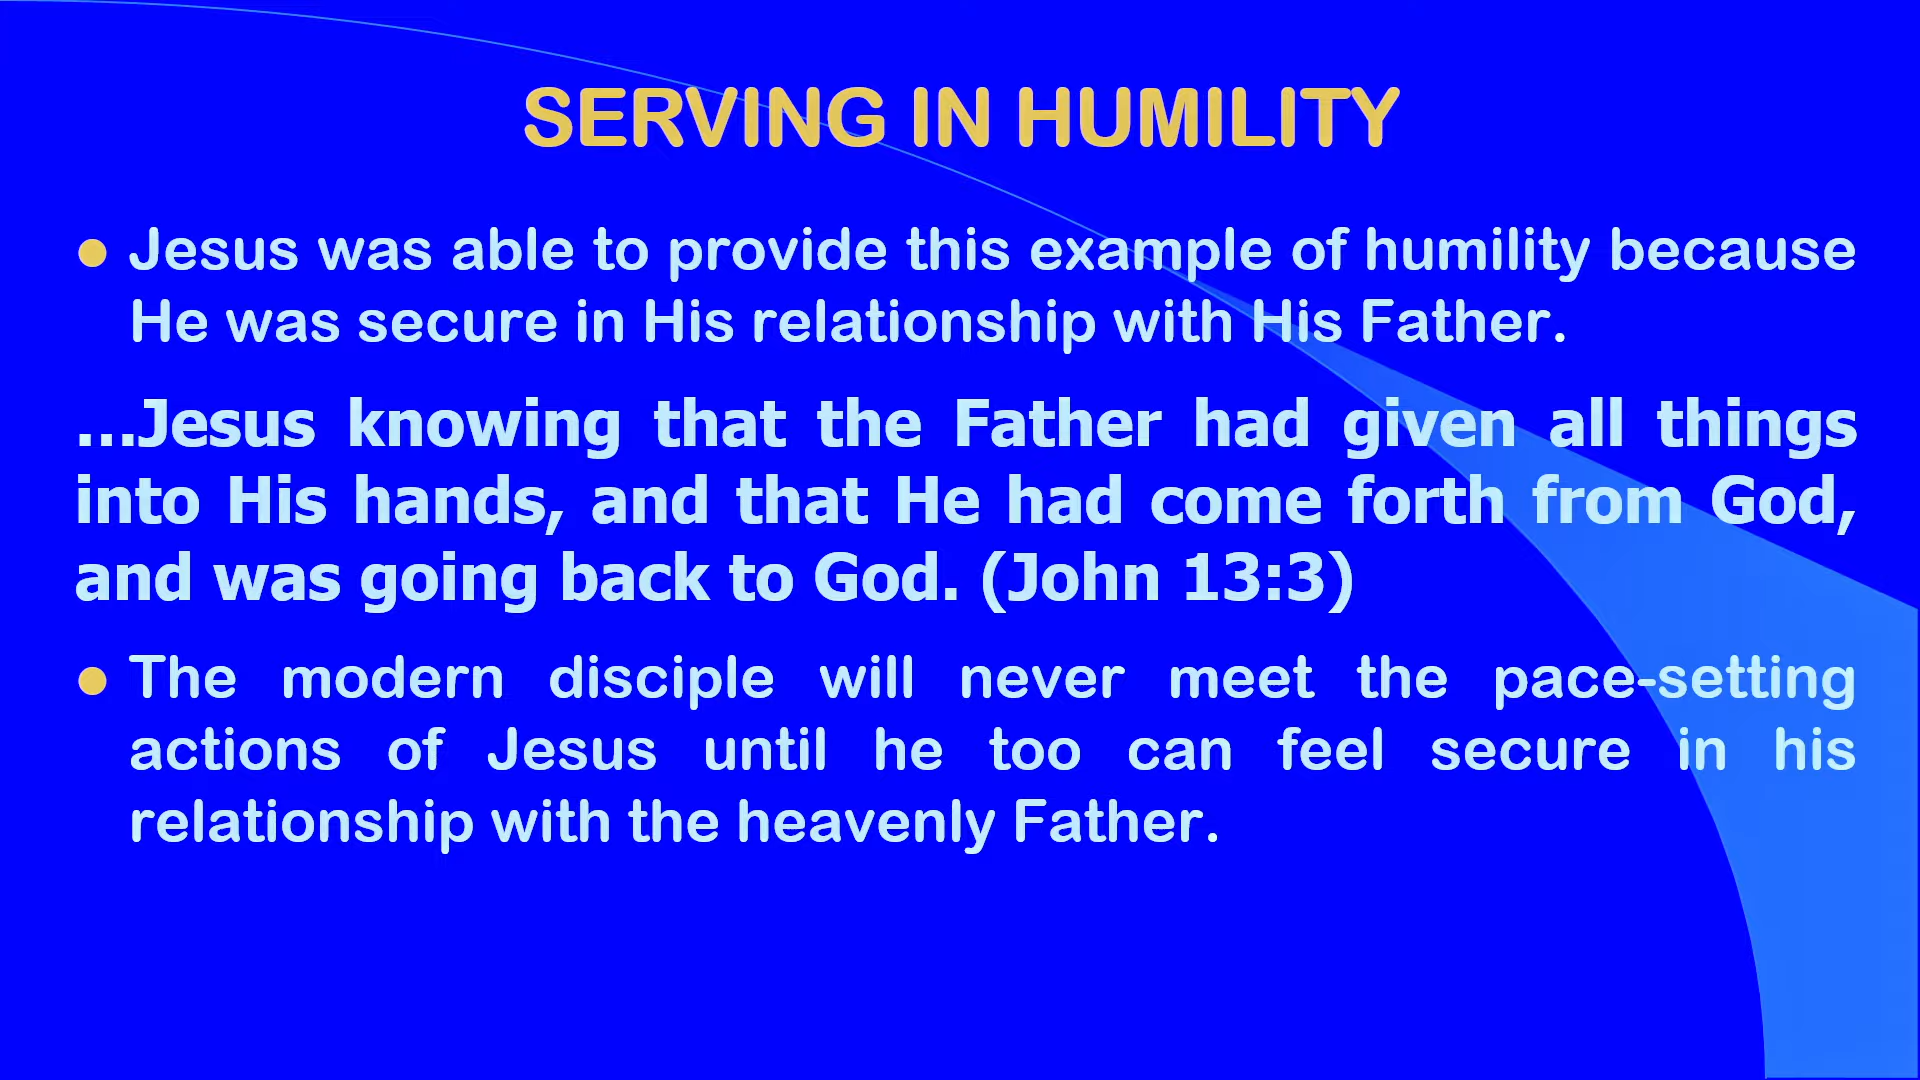 SERVING IN HUMILITY
● Jesus was able to provide this example of humility because
He was secure in His relationship with His Father.
...Jesus knowing that the Father had given all things
into His hands, and that He had come forth from God,
and was going back to God. (John 13:3)
● The modern disciple will never meet the pace-setting
actions of Jesus until he too can feel secure in his
relationship with the heavenly Father.